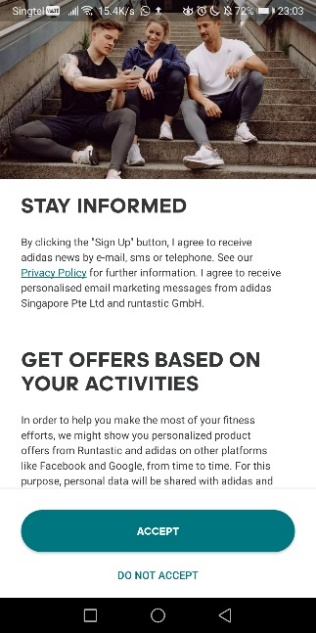 Singtel VoLTE 15.4K/s 72% 23:03
STAY INFORMED
By clicking the "Sign Up" button, I agree to receive
adidas news by e-mail, sms or telephone. See our
Privacy Policy for further information. I agree to receive
personalised email marketing messages from adidas
Singapore Pte Ltd and runtastic GmbH.
GET OFFERS BASED ON
YOUR ACTIVITIES
In order to help you make the most of your fitness
efforts, we might show you personalized product
offers from Runtastic and adidas on other platforms
like Facebook and Google, from time to time. For this
purpose, personal data will be shared with adidas and
ACCEPT
DO NOT ACCEPT